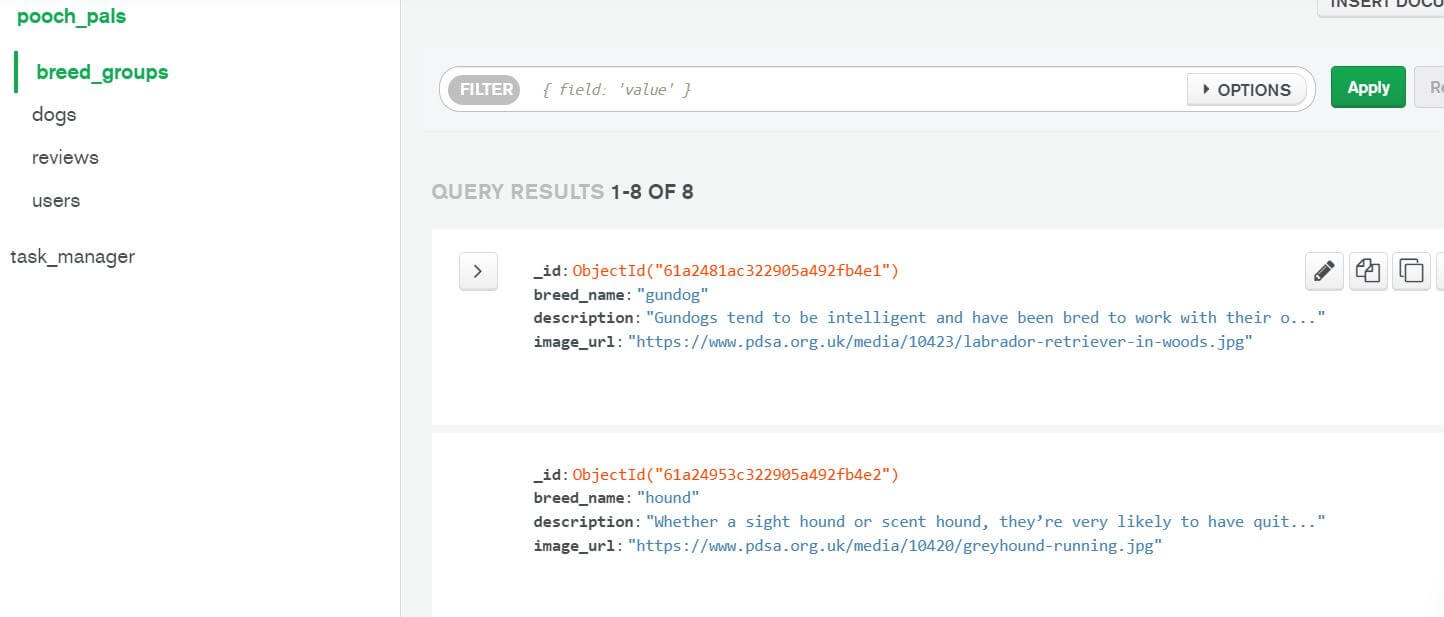 pooch_pals
breed_groups
dogs
reviews
users
task_manager
INSERT
FILTER { field: 'value' } OPTIONS Apply
QUERY RESULTS 1-8 OF 8
_id: ObjectId("61a2481ac322905a492fb4e1")
breed_name: "gundog"
description: "Gundogs tend to be intelligent and have been bred to work with their o..."
image_url: "https://www.pdsa.org.uk/media/10423/labrador-retriever-in-woods.jpg"
_id: ObjectId("61a24953c322905a492fb4e2")
breed_name: "hound"
description: "Whether a sight hound or scent hound, they’re very likely to have quit..."
image_url: "https://www.pdsa.org.uk/media/10420/greyhound-running.jpg"